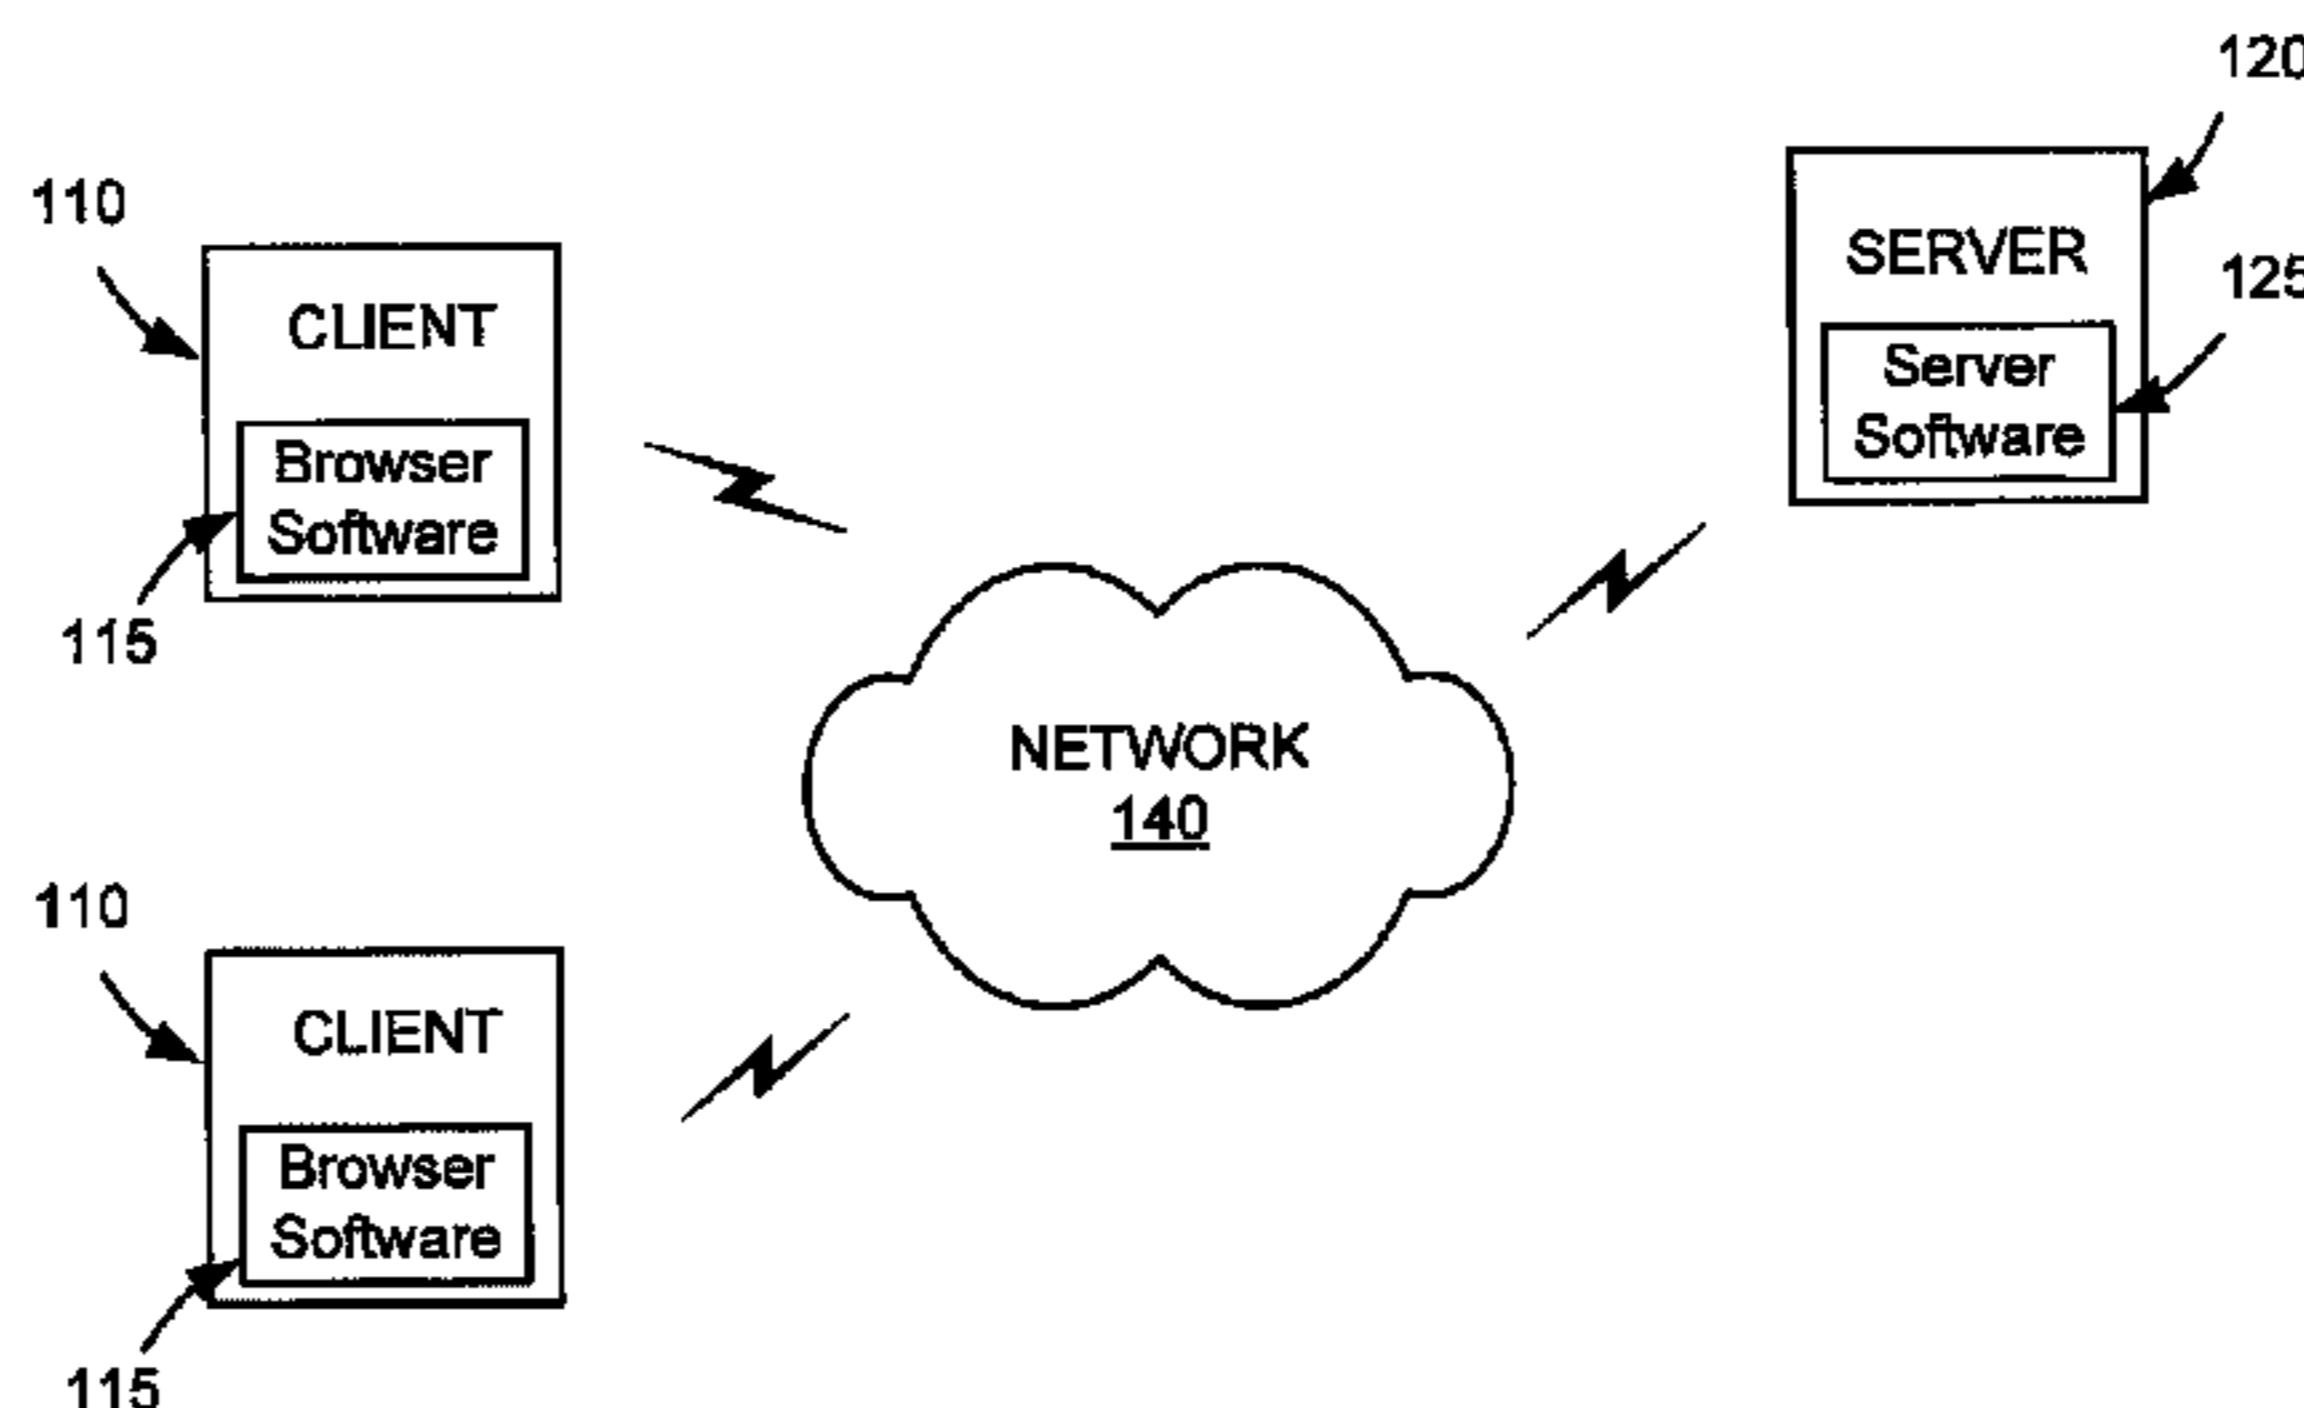 120
110
SERVER
125
CLIENT
Server
Software
Browser
Software
115
NETWORK
140
110
CLIENT
Browser
Software
115